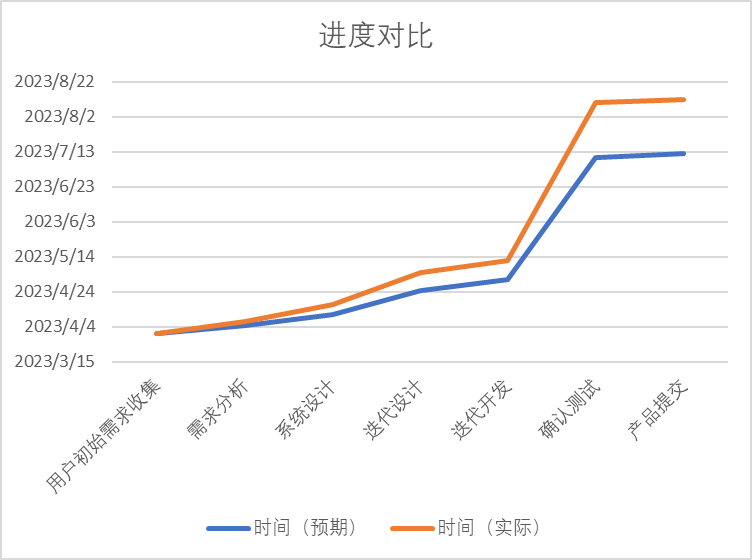 进度对比
2023/8/22
2023/8/2
2023/7/13
2023/6/23
2023/6/3
2023/5/14
2023/4/24
2023/4/4
2023/3/15
用户初始需求收集
需求分析
系统设计
迭代设计
迭代开发
确认测试
产品提交
时间（预期）
时间（实际）